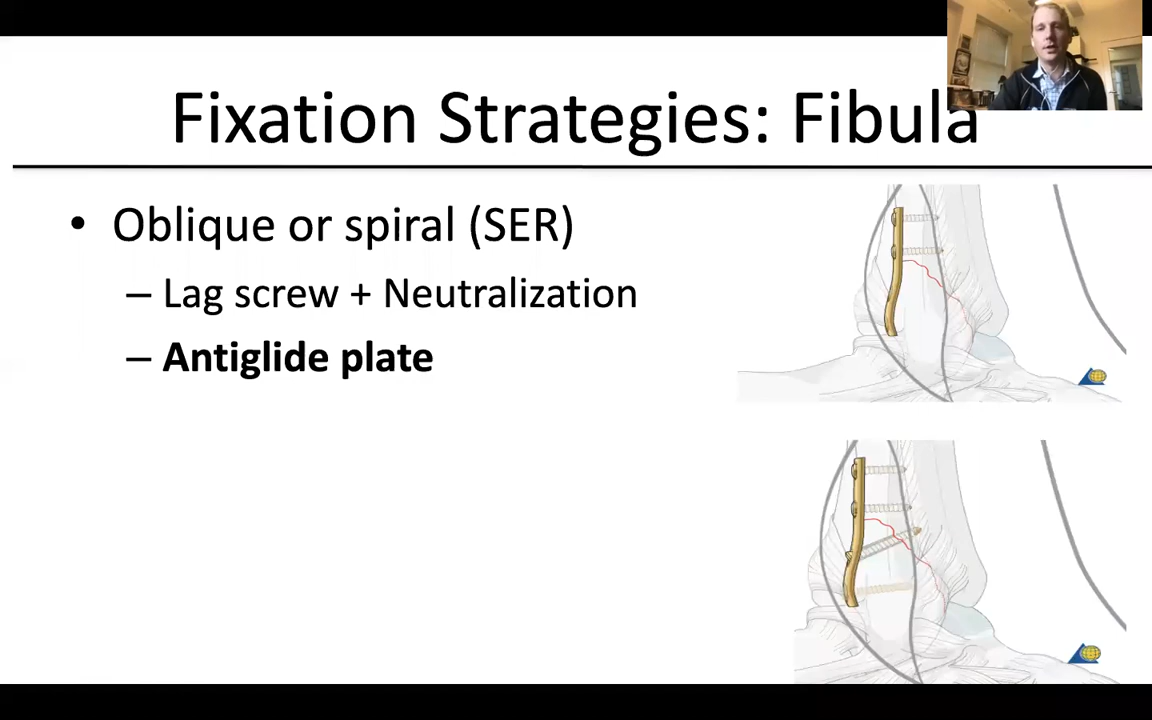 Fixation Strategies: Fibula
• Oblique or spiral (SER)
– Lag screw + Neutralization
– Antiglide plate